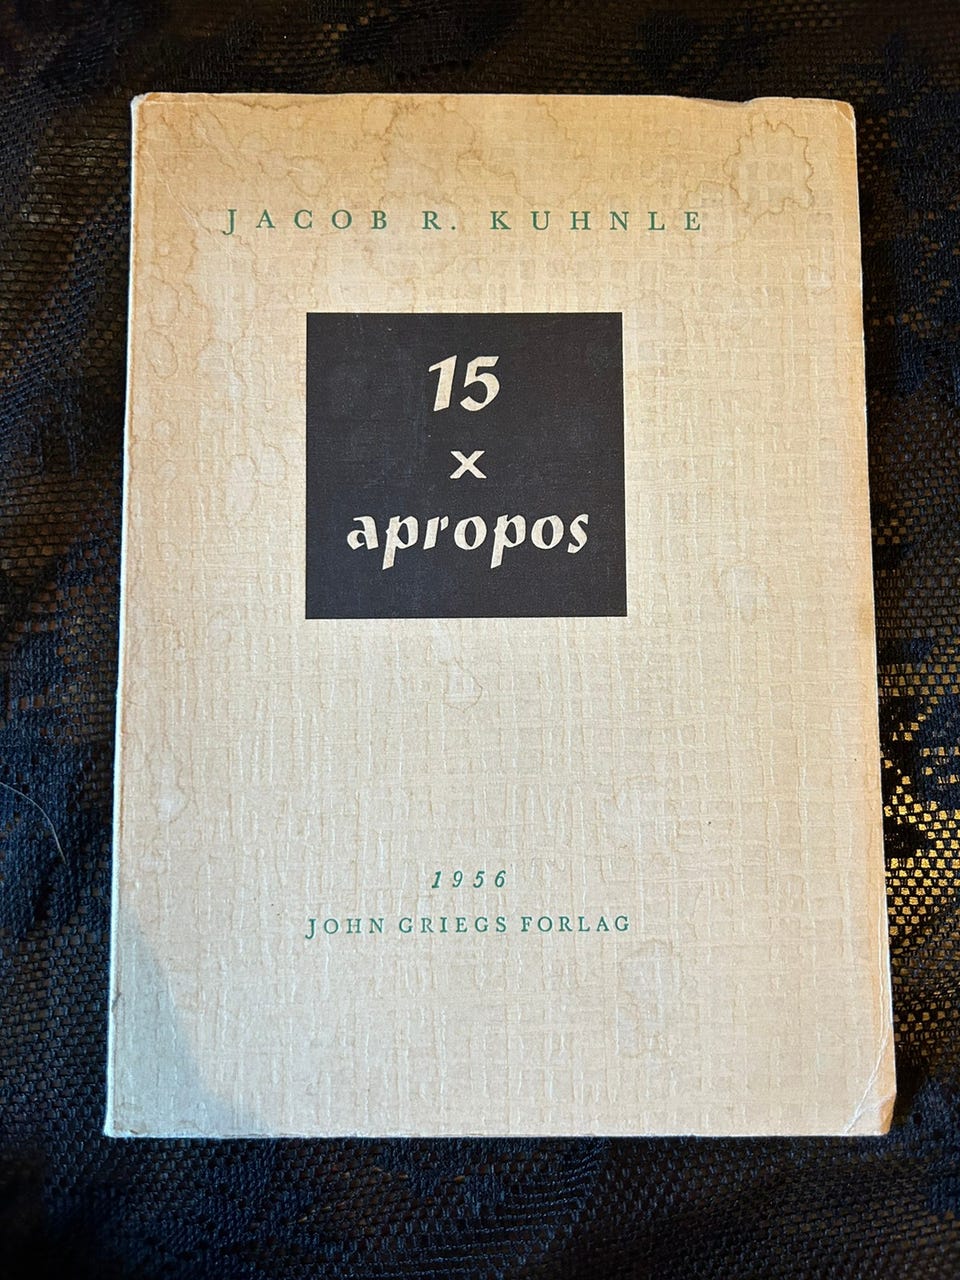 JACOB R. KUHNLE
15
x
apropos
1956
JOHN GRIEGS FORLAG